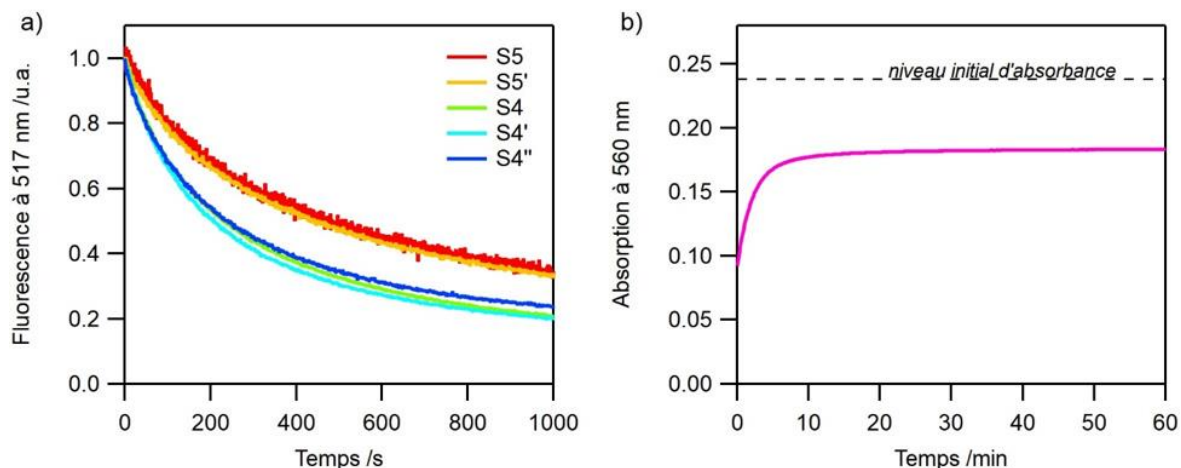 a)
Fluorescence à 517 nm /u.a.
1.0
0.8
0.6
0.4
0.2
0.0
S5
S5'
S4
S4'
S4''
0 200 400 600 800 1000
Temps /s
b)
Absorption à 560 nm
0.25
0.20
0.15
0.10
0.05
0.00
niveau initial d'absorbance
0 10 20 30 40 50 60
Temps /min